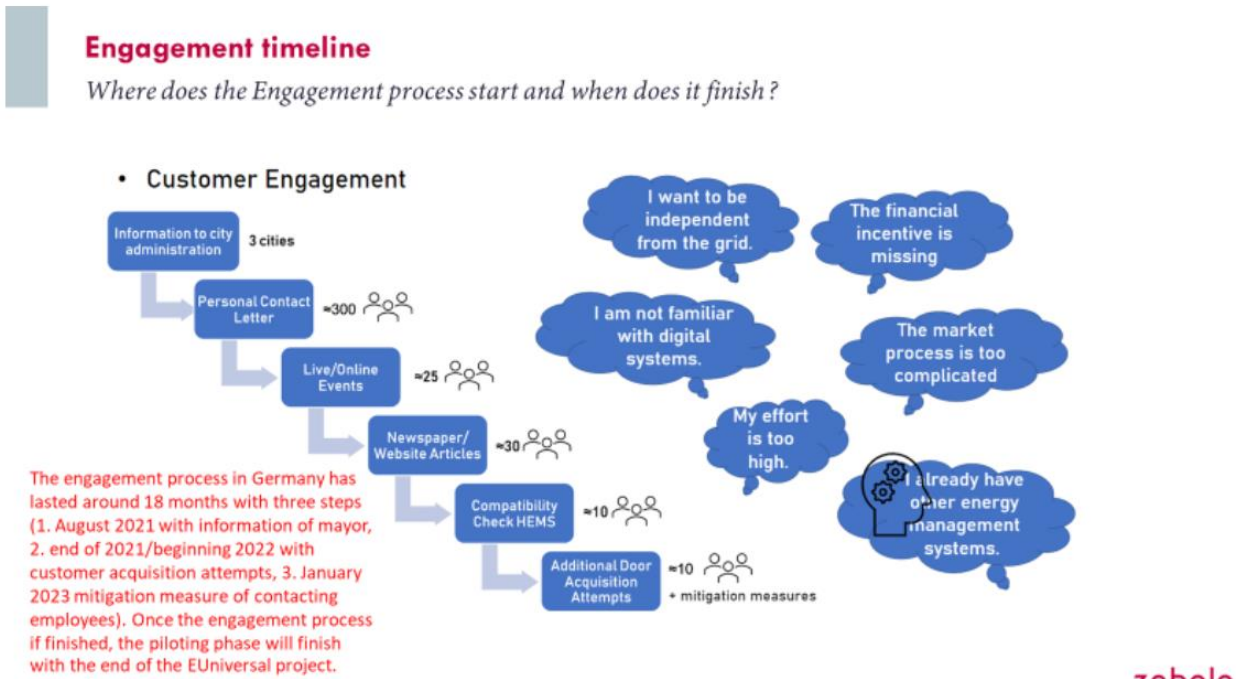 Engagement timeline
Where does the Engagement process start and when does it finish?
• Customer Engagement
Information to city
administration
3 cities
Personal Contact
Letter
≈300
Live/Online
Events
≈25
Newspaper/
Website Articles
≈30
Compatibility
Check HEMS
≈10
Additional Door
Acquisition
Attempts
≈10
+ mitigation measures
I want to be
independent
from the grid.
The financial
incentive is
missing
I am not familiar
with digital
systems.
The market
process is too
complicated
My effort
is too
high.
I already have
other energy
management
systems.
The engagement process in Germany has
lasted around 18 months with three steps
(1. August 2021 with information of mayor,
2. end of 2021/beginning 2022 with
customer acquisition attempts, 3. January
2023 mitigation measure of contacting
employees). Once the engagement process
if finished, the piloting phase will finish
with the end of the EUniversal project.